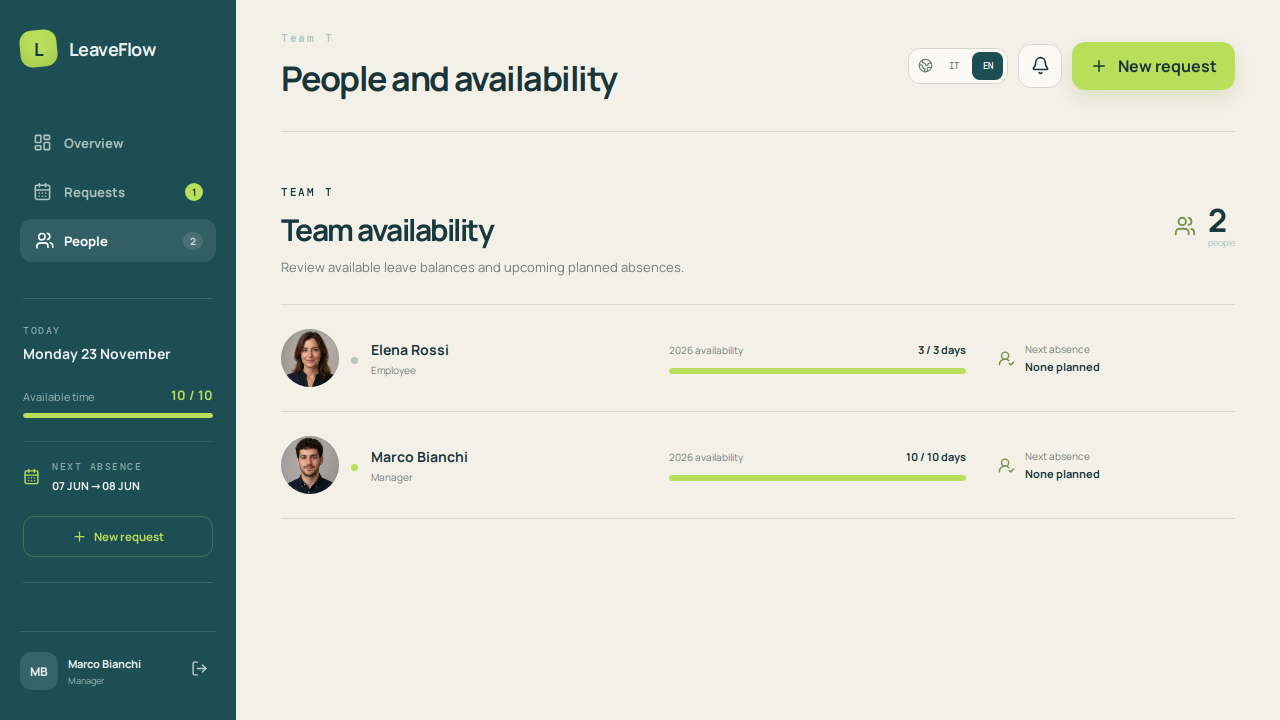 L
LeaveFlow
Overview
Requests 1
People 2
TODAY
Monday 23 November
Available time 10 / 10
NEXT ABSENCE
07 JUN → 08 JUN
+ New request
MB
Marco Bianchi
Manager
Team T
People and availability
IT EN
+ New request
TEAM T
Team availability
Review available leave balances and upcoming planned absences.
2
people
Elena Rossi
Employee
2026 availability 3 / 3 days
Next absence
None planned
Marco Bianchi
Manager
2026 availability 10 / 10 days
Next absence
None planned